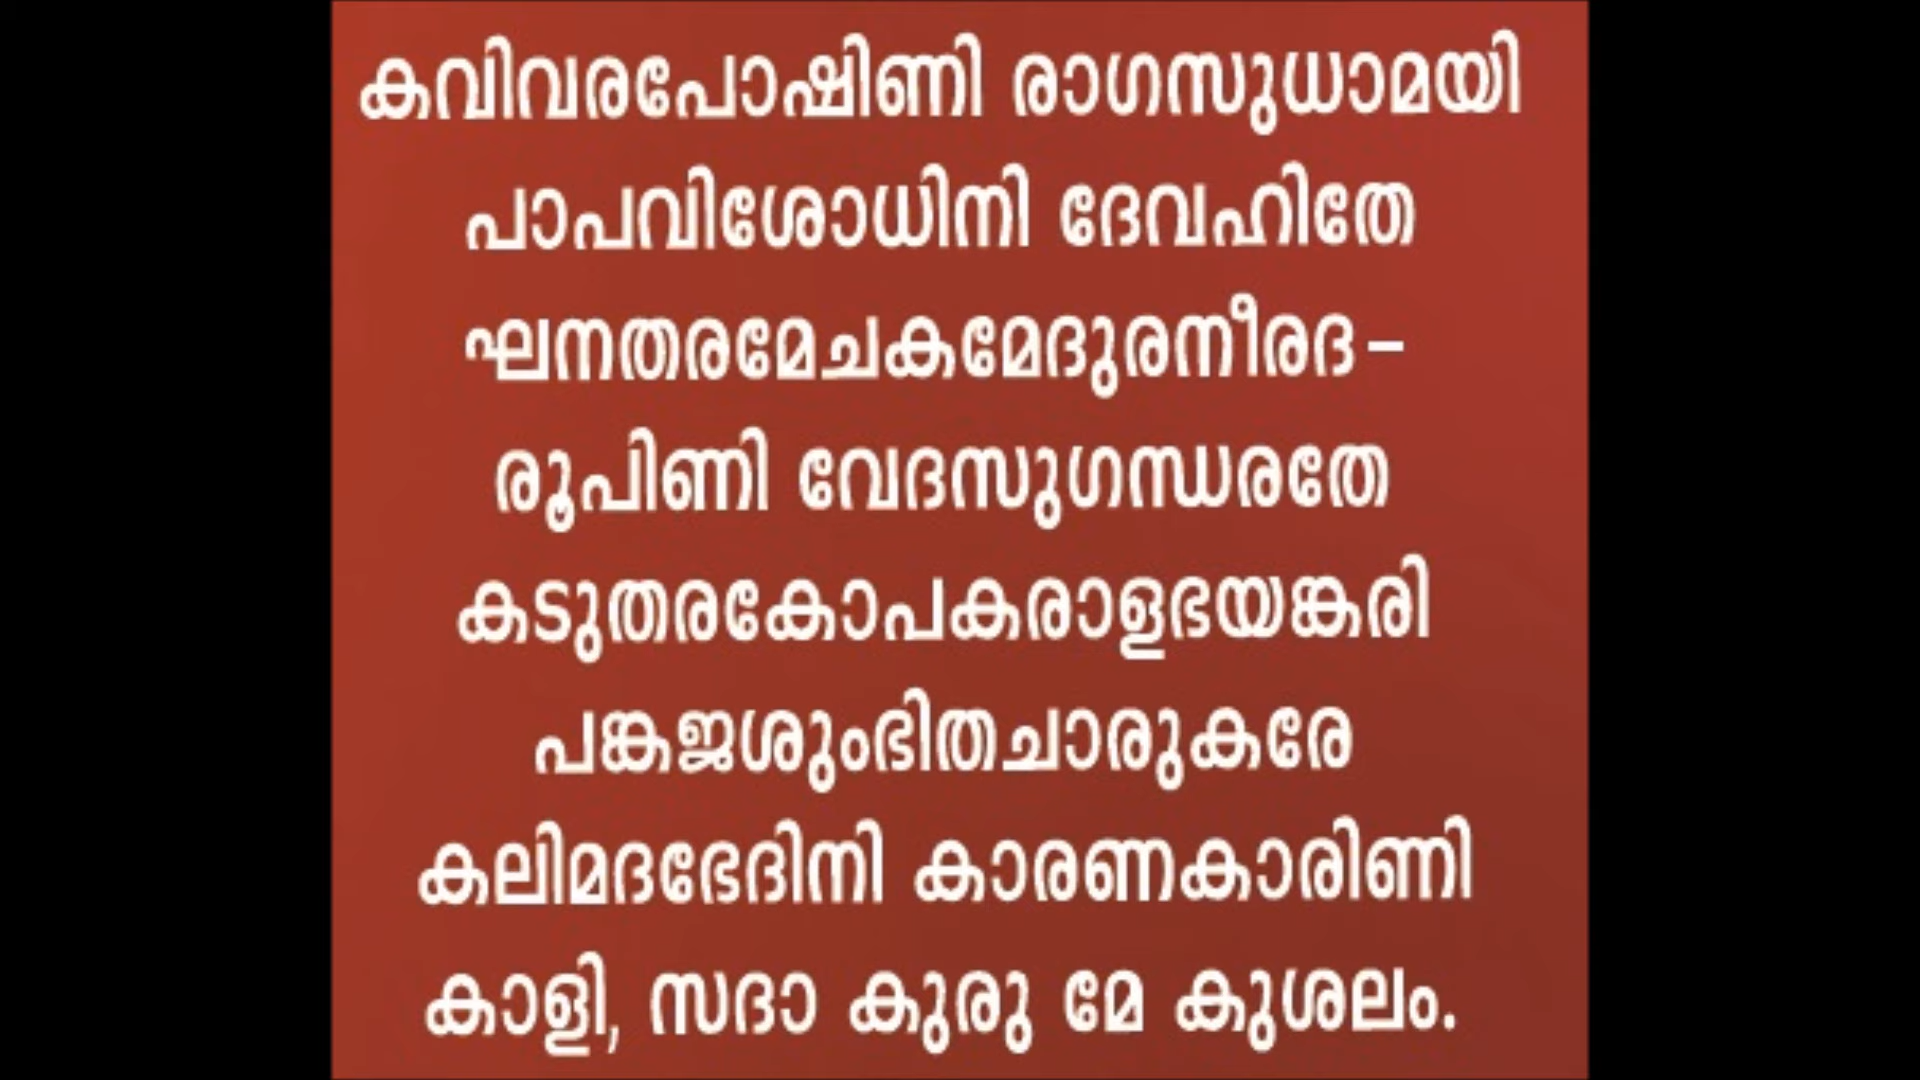 കവിവരപോഷിണി രാഗസുധാമയി
പാപവിശോധിനി ദേവഹിതേ
ഘനതരമേചകമേദുരനീരദ–
രൂപിണി വേദസുഗന്ധരതേ
കടുതരകോപകരാളഭയങ്കരി
പങ്കജശുംഭിതചാരുകരേ
കലിമദഭേദിനി കാരണകാരിണി
കാളി, സദാ കുരു മേ കുശലം.